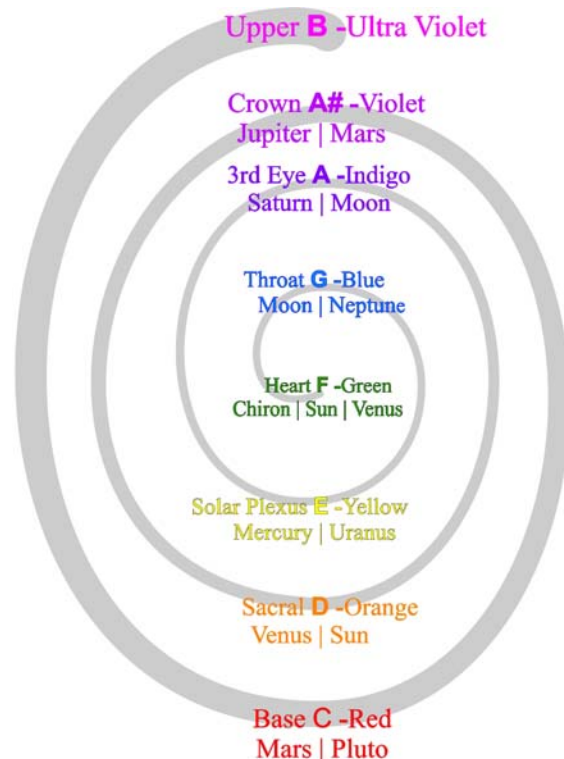 Upper B -Ultra Violet
Crown A# -Violet
Jupiter | Mars
3rd Eye A -Indigo
Saturn | Moon
Throat G -Blue
Moon | Neptune
Heart F -Green
Chiron | Sun | Venus
Solar Plexus E -Yellow
Mercury | Uranus
Sacral D -Orange
Venus | Sun
Base C -Red
Mars | Pluto